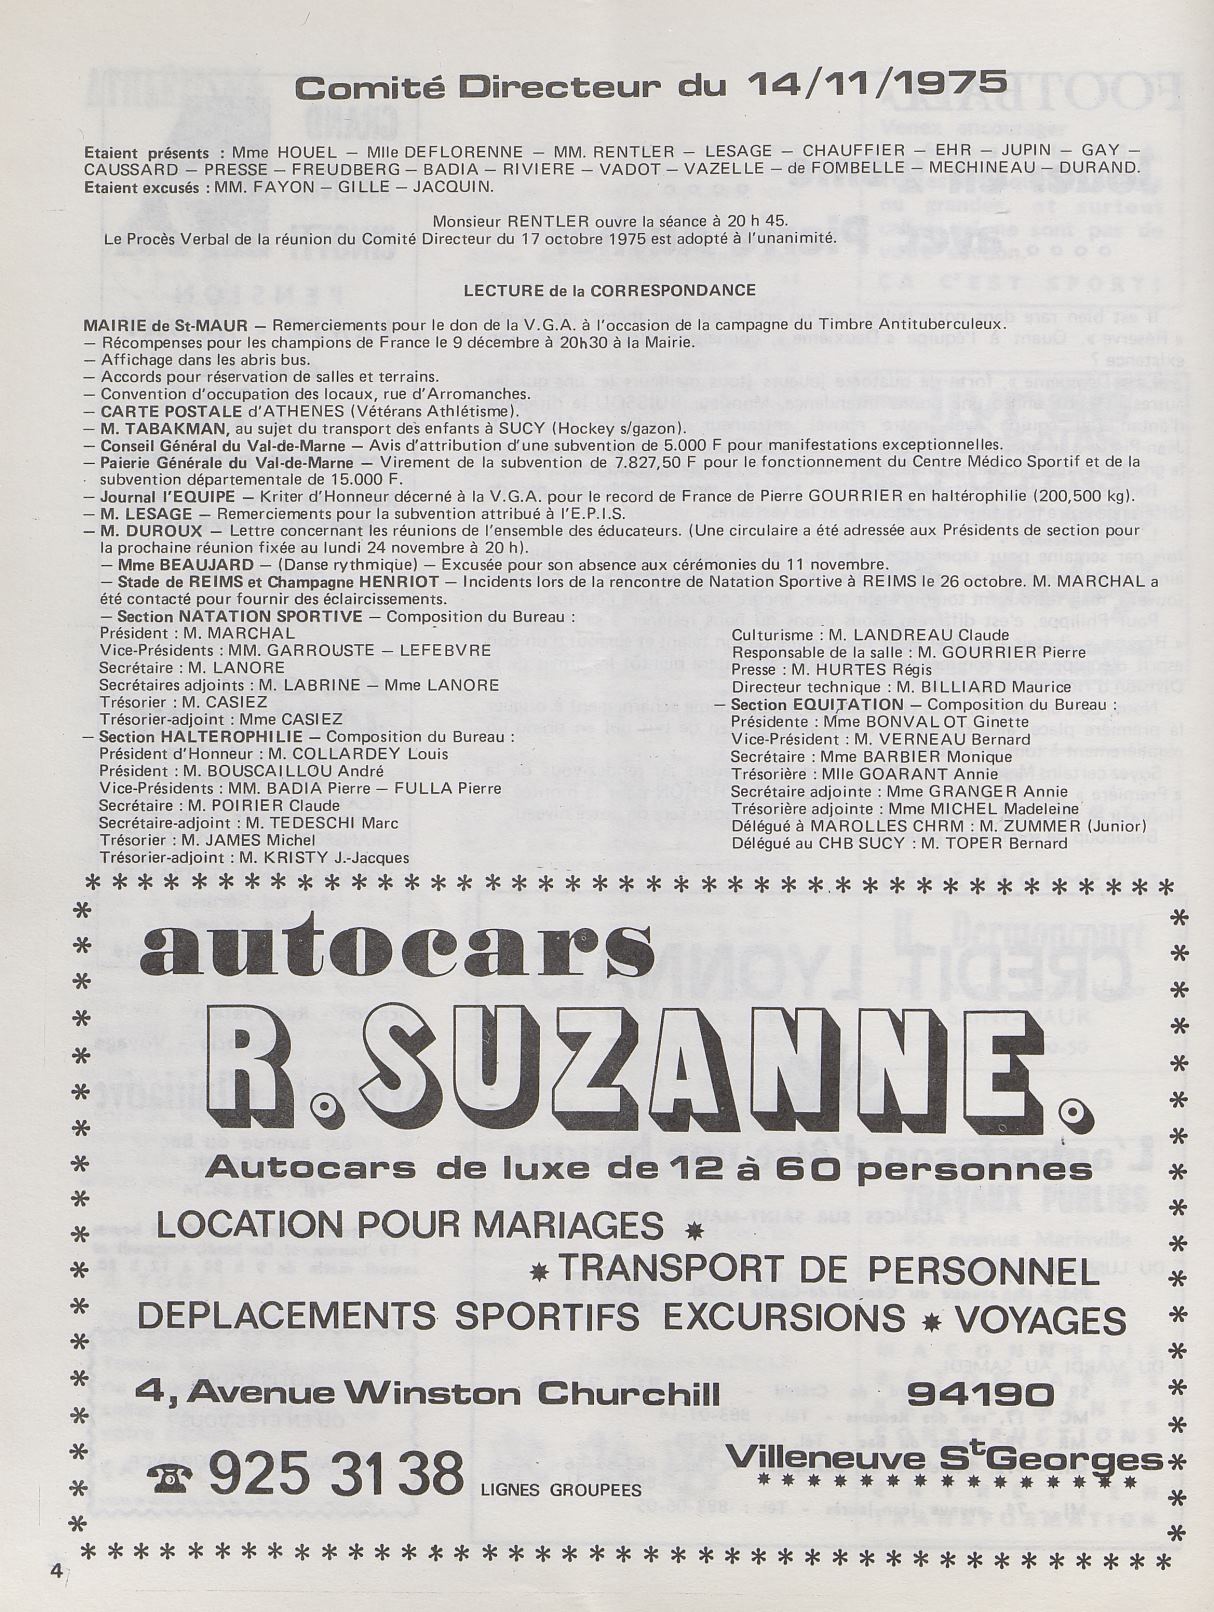 Comité Directeur du 14/11/1975
Etaient présents : Mme HOUEL — Mlle DEFLORENNE — MM. RENTLER — LESAGE — CHAUFFIER — EHR — JUPIN — GAY —
CAUSSARD — PRESSE — FREUDBERG — BADIA — RIVIERE — VADOT — VAZELLE — de FOMBELLE — MECHINEAU — DURAND.
Etaient excusés : MM. FAYON — GILLE — JACQUIN.
Monsieur RENTLER ouvre la séance à 20 h 45.
Le Procès Verbal de la réunion du Comité Directeur du 17 octobre 1975 est adopté à l'unanimité.
LECTURE de la CORRESPONDANCE
MAIRIE de St-MAUR — Remerciements pour le don de la V.G.A. à l'occasion de la campagne du Timbre Antituberculeux.
— Récompenses pour les champions de France le 9 décembre à 20h30 à la Mairie.
— Affichage dans les abris bus.
— Accords pour réservation de salles et terrains.
— Convention d'occupation des locaux, rue d'Arromanches.
— CARTE POSTALE d'ATHENES (Vétérans Athlétisme).
— M. TABAKMAN, au sujet du transport des enfants à SUCY (Hockey s/gazon).
— Conseil Général du Val-de-Marne — Avis d'attribution d'une subvention de 5.000 F pour manifestations exceptionnelles.
— Paierie Générale du Val-de-Marne — Virement de la subvention de 7.827,50 F pour le fonctionnement du Centre Médico Sportif et de la
subvention départementale de 15.000 F.
— Journal l'EQUIPE — Kriter d'Honneur décerné à la V.G.A. pour le record de France de Pierre GOURRIER en haltérophilie (200,500 kg).
— M. LESAGE — Remerciements pour la subvention attribué à l'E.P.I.S.
— M. DUROUX — Lettre concernant les réunions de l'ensemble des éducateurs. (Une circulaire a été adressée aux Présidents de section pour
la prochaine réunion fixée au lundi 24 novembre à 20 h).
— Mme BEAUJARD — (Danse rythmique) — Excusée pour son absence aux cérémonies du 11 novembre.
— Stade de REIMS et Champagne HENRIOT — Incidents lors de la rencontre de Natation Sportive à REIMS le 26 octobre. M. MARCHAL a
été contacté pour fournir des éclaircissements.
— Section NATATION SPORTIVE — Composition du Bureau :
Président : M. MARCHAL
Vice-Présidents : MM. GARROUSTE — LEFEBVRE
Secrétaire : M. LANORE
Secrétaires adjoints : M. LABRINE — Mme LANORE
Trésorier : M. CASIEZ
Trésorier-adjoint : Mme CASIEZ
— Section HALTEROPHILIE — Composition du Bureau :
Président d'Honneur : M. COLLARDEY Louis
Président : M. BOUSCAILLOU André
Vice-Présidents : MM. BADIA Pierre — FULLA Pierre
Secrétaire : M. POIRIER Claude
Secrétaire-adjoint : M. TEDESCHI Marc
Trésorier : M. JAMES Michel
Trésorier-adjoint : M. KRISTY J.-Jacques
Culturisme : M. LANDREAU Claude
Responsable de la salle : M. GOURRIER Pierre
Presse : M. HURTES Régis
Directeur technique : M. BILLIARD Maurice
— Section EQUITATION — Composition du Bureau :
Présidente : Mme BONVALOT Ginette
Vice-Président : M. VERNEAU Bernard
Secrétaire : Mme BARBIER Monique
Trésorière : Mlle GOARANT Annie
Secrétaire adjointe : Mme GRANGER Annie
Trésorière adjointe : Mme MICHEL Madeleine
Délégué à MAROLLES CHRM : M. ZUMMER (Junior)
Délégué au CHB SUCY : M. TOPER Bernard
autocars
R. SUZANNE.
Autocars de luxe de 12 à 60 personnes
LOCATION POUR MARIAGES *
* TRANSPORT DE PERSONNEL
DEPLACEMENTS SPORTIFS EXCURSIONS * VOYAGES
4, Avenue Winston Churchill 94190
Villeneuve St Georges
☎ 925 31 38 LIGNES GROUPEES
4